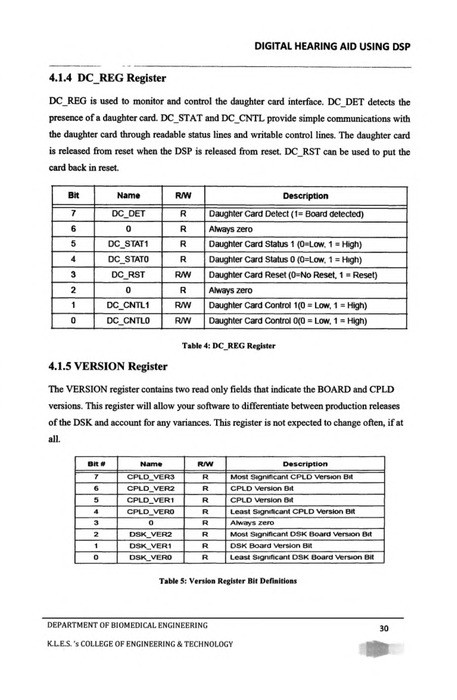 DIGITAL HEARING AID USING DSP
4.1.4 DC_REG Register
DC_REG is used to monitor and control the daughter card interface. DC_DET detects the
presence of a daughter card. DC_STAT and DC_CNTL provide simple communications with
the daughter card through readable status lines and writable control lines. The daughter card
is released from reset when the DSP is released from reset. DC_RST can be used to put the
card back in reset.
Bit Name R/W Description
7 DC_DET R Daughter Card Detect (1= Board detected)
6 0 R Always zero
5 DC_STAT1 R Daughter Card Status 1 (0=Low, 1 = High)
4 DC_STAT0 R Daughter Card Status 0 (0=Low, 1 = High)
3 DC_RST R/W Daughter Card Reset (0=No Reset, 1 = Reset)
2 0 R Always zero
1 DC_CNTL1 R/W Daughter Card Control 1(0 = Low, 1 = High)
0 DC_CNTL0 R/W Daughter Card Control 0(0 = Low, 1 = High)
Table 4: DC_REG Register
4.1.5 VERSION Register
The VERSION register contains two read only fields that indicate the BOARD and CPLD
versions. This register will allow your software to differentiate between production releases
of the DSK and account for any variances. This register is not expected to change often, if at
all.
Bit # Name R/W Description
7 CPLD_VER3 R Most Significant CPLD Version Bit
6 CPLD_VER2 R CPLD Version Bit
5 CPLD_VER1 R CPLD Version Bit
4 CPLD_VER0 R Least Significant CPLD Version Bit
3 0 R Always zero
2 DSK_VER2 R Most Significant DSK Board Version Bit
1 DSK_VER1 R DSK Board Version Bit
0 DSK_VER0 R Least Significant DSK Board Version Bit
Table 5: Version Register Bit Definitions
DEPARTMENT OF BIOMEDICAL ENGINEERING
30
K.L.E.S. 's COLLEGE OF ENGINEERING & TECHNOLOGY